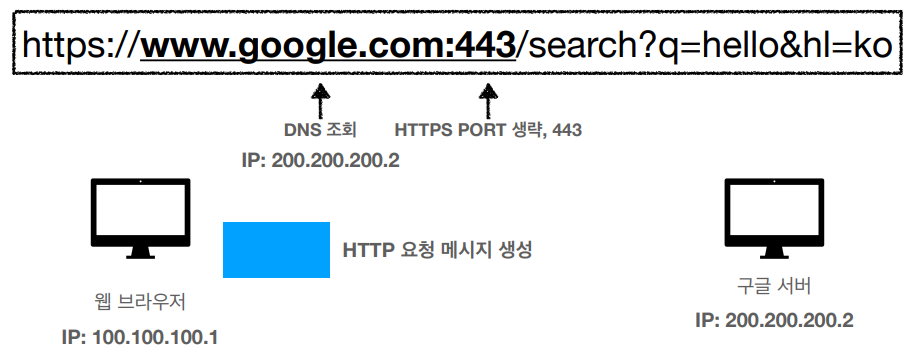 https://www.google.com:443/search?q=hello&hl=ko
DNS 조회
HTTPS PORT 생략, 443
IP: 200.200.200.2
HTTP 요청 메시지 생성
웹 브라우저
IP: 100.100.100.1
구글 서버
IP: 200.200.200.2